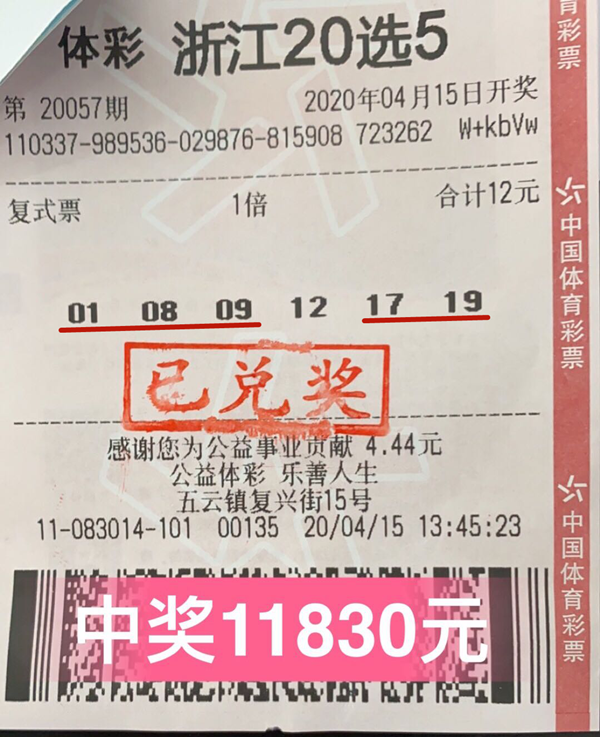 体彩 浙江20选5
第 20057期 2020年04月15日开奖
110337-989536-029876-815908 723262 W+kbVw
复式票 1倍 合计12元
01 08 09 12 17 19
已兑奖
感谢您为公益事业贡献 4.44元
公益体彩 乐善人生
五云镇复兴街15号
11-083014-101 00135 20/04/15 13:45:23
中奖11830元
育彩票
中国体育彩票
中国体育彩票